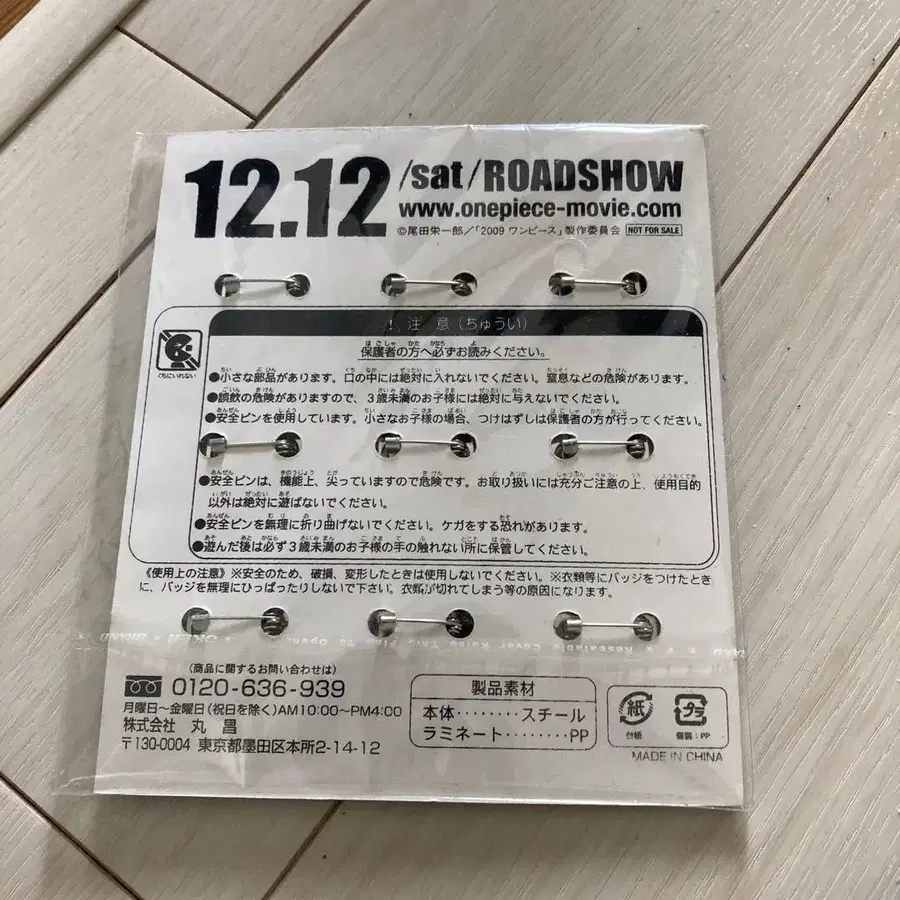 12.12 /sat/ROADSHOW
www.onepiece-movie.com
©尾田栄一郎/「2009 ワンピース」製作委員会 NOT FOR SALE
! 注 意 (ちゅうい)
保護者の方へ必ずお読みください。
くちにいれない
●小さな部品があります。口の中には絶対に入れないでください。窒息などの危険があります。
●誤飲の危険がありますので、3歳未満のお子様には絶対に与えないでください。
●安全ピンを使用しています。小さなお子様の場合、つけはずしは保護者の方が行ってください。
●安全ピンは、機能上、尖っていますので危険です。お取り扱いには充分ご注意の上、使用目的
以外は絶対に遊ばないでください。
●安全ピンを無理に折り曲げないでください。ケガをする恐れがあります。
●遊んだ後は必ず3歳未満のお子様の手の触れない所に保管してください。
《使用上の注意》※安全のため、破損、変形したときは使用しないでください。※衣類等にバッジをつけたとき
に、バッジを無理にひっぱったりしないで下さい。衣類が切れてしまう等の原因になります。
(商品に関するお問い合わせは)
0120-636-939
月曜日〜金曜日(祝日を除く)AM10:00〜PM4:00
株式会社 丸 昌
〒130-0004 東京都墨田区本所2-14-12
製品素材
本体・・・・・・・・スチール
ラミネート・・・・・・・・PP
紙
台紙
プラ
個装:PP
MADE IN CHINA